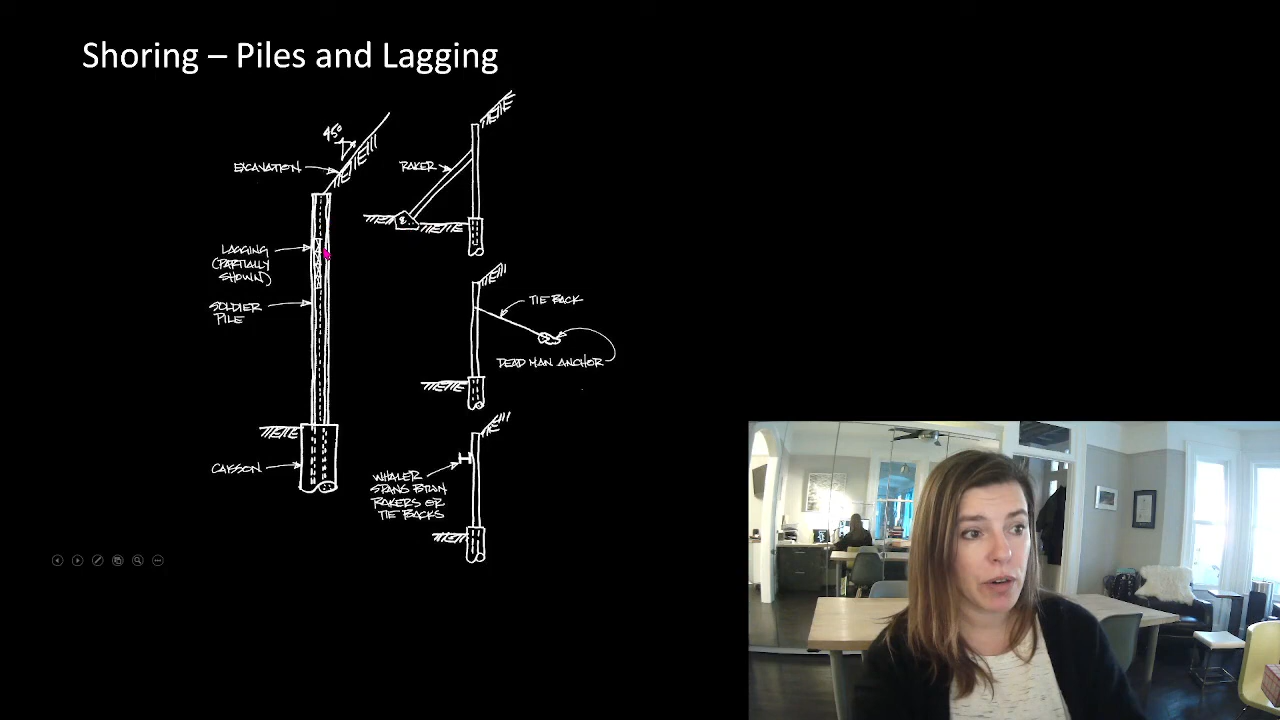 Shoring – Piles and Lagging
45°
EXCAVATION
LAGGING
(PARTIALLY
SHOWN)
SOLDIER
PILE
CAISSON
RAKER
TIE BACK
DEAD MAN ANCHOR
WHALER
SPANS BTWN
RAKERS OR
TIE BACKS